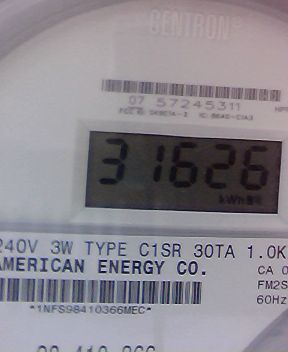 CENTRON
07 57245311
31626
kWh
240V 3W TYPE C1SR 30TA 1.0K
AMERICAN ENERGY CO.
CA 0
FM2S
60Hz
*1NFS98410366MEC*